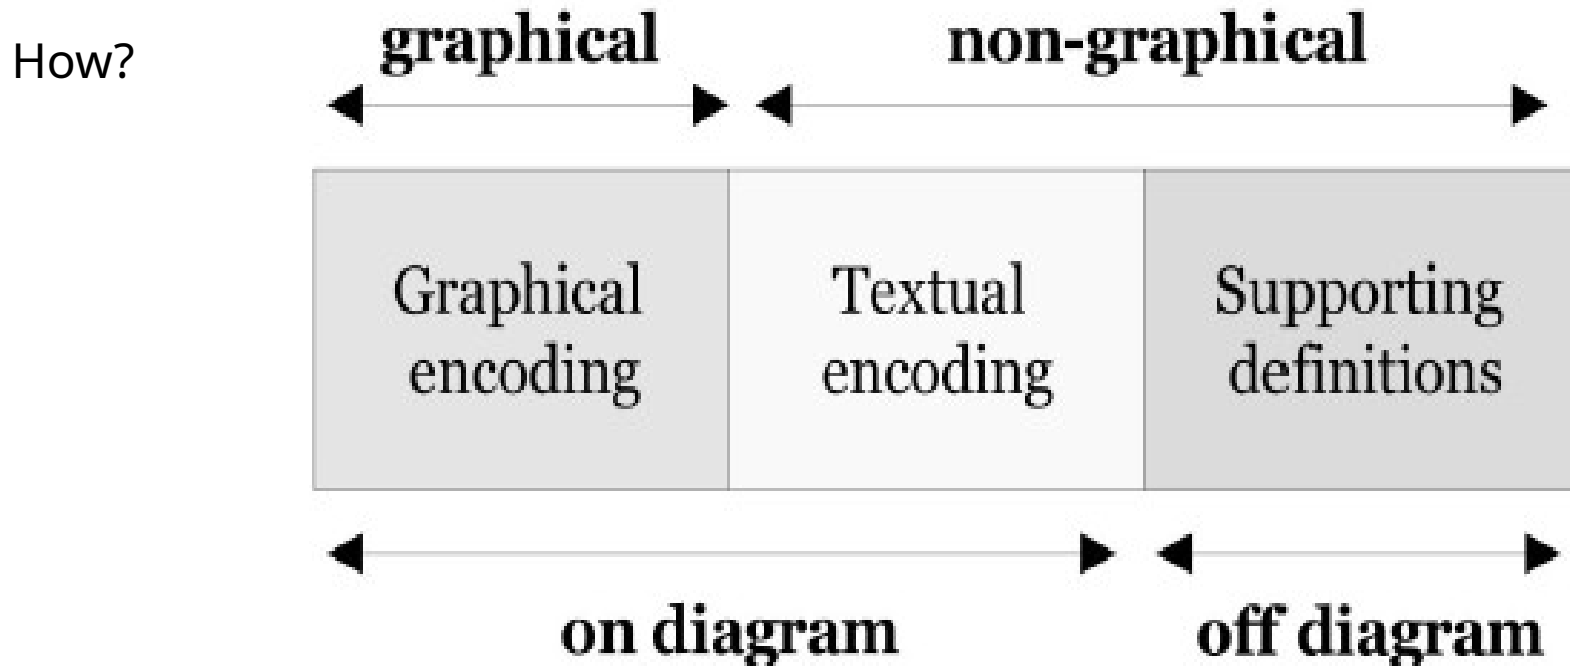 How?
graphical
non-graphical
Graphical
encoding
Textual
encoding
Supporting
definitions
on diagram
off diagram